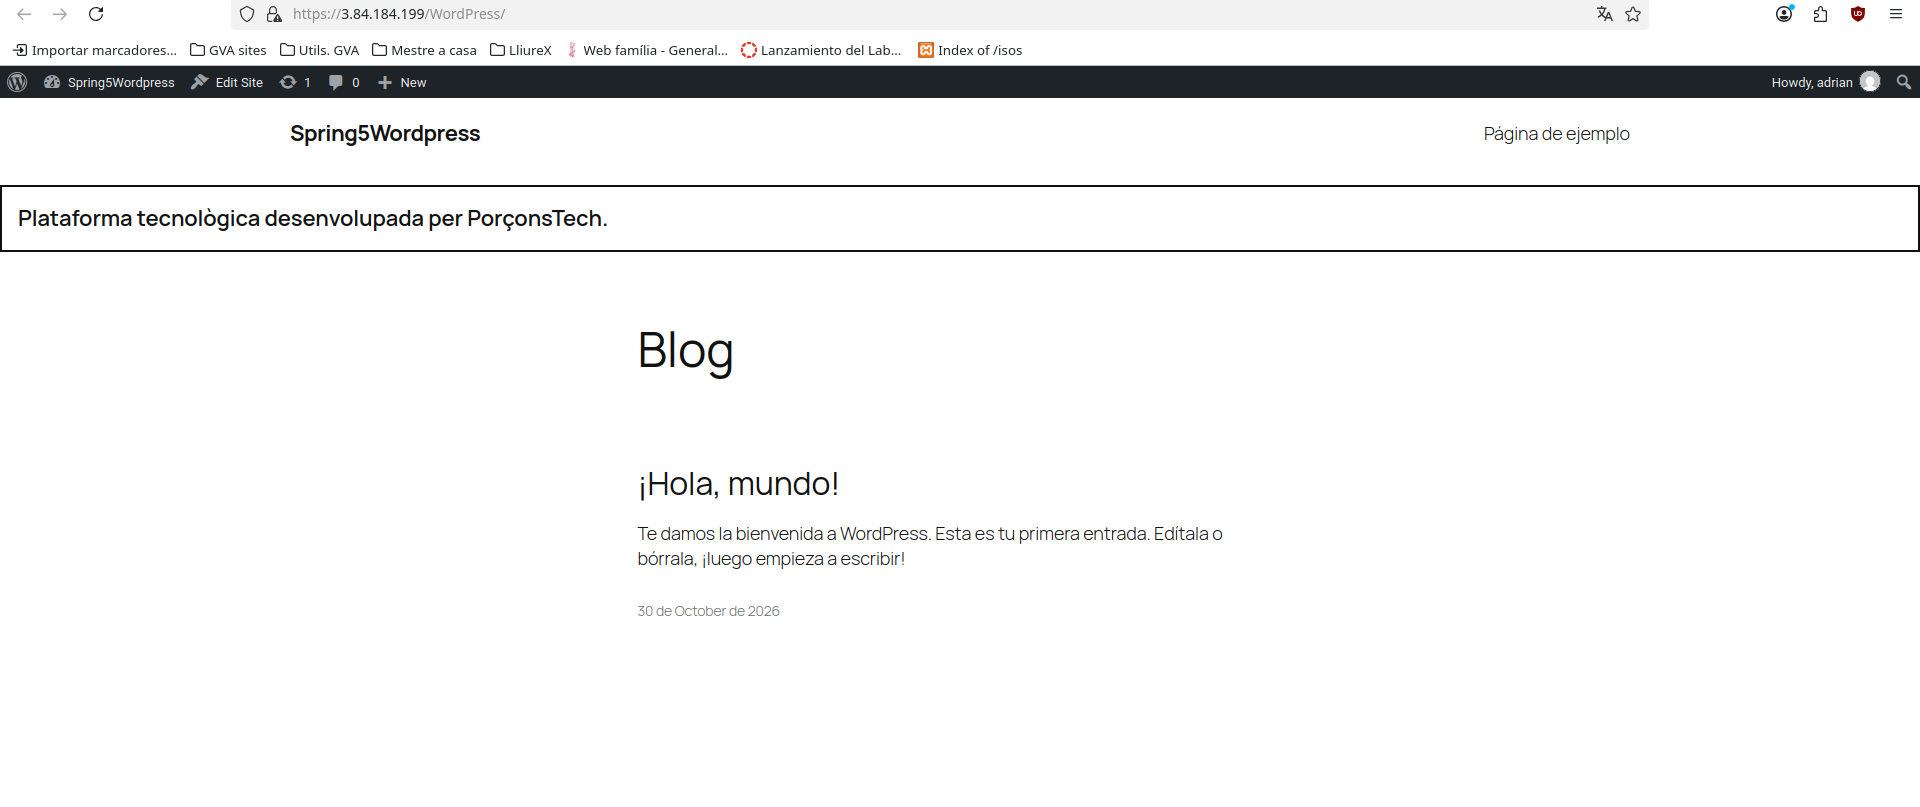 https://3.84.184.199/WordPress/
Importar marcadores... GVA sites Utils. GVA Mestre a casa LliureX Web família - General... Lanzamiento del Lab... Index of /isos
Spring5Wordpress Edit Site 1 0 New Howdy, adrian
Spring5Wordpress Página de ejemplo
Plataforma tecnològica desenvolupada per PorçonsTech.
Blog
¡Hola, mundo!
Te damos la bienvenida a WordPress. Esta es tu primera entrada. Edítala o
bórrala, ¡luego empieza a escribir!
30 de October de 2026